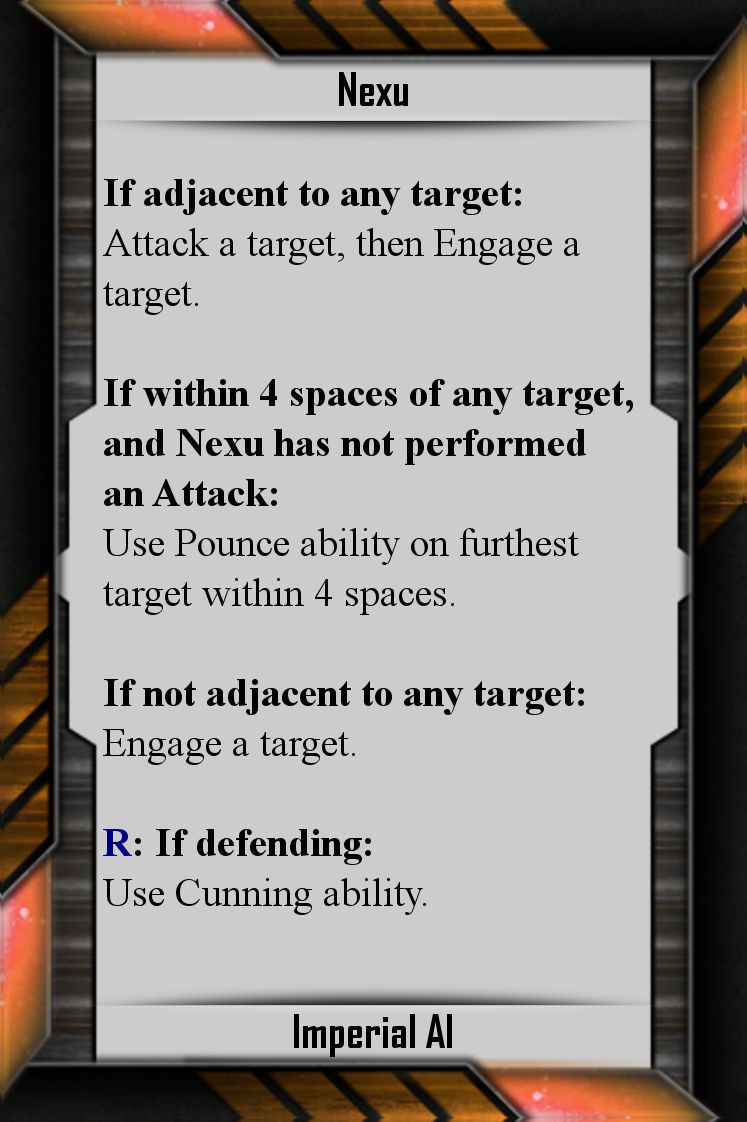 Nexu
If adjacent to any target:
Attack a target, then Engage a
target.
If within 4 spaces of any target,
and Nexu has not performed
an Attack:
Use Pounce ability on furthest
target within 4 spaces.
If not adjacent to any target:
Engage a target.
R: If defending:
Use Cunning ability.
Imperial AI